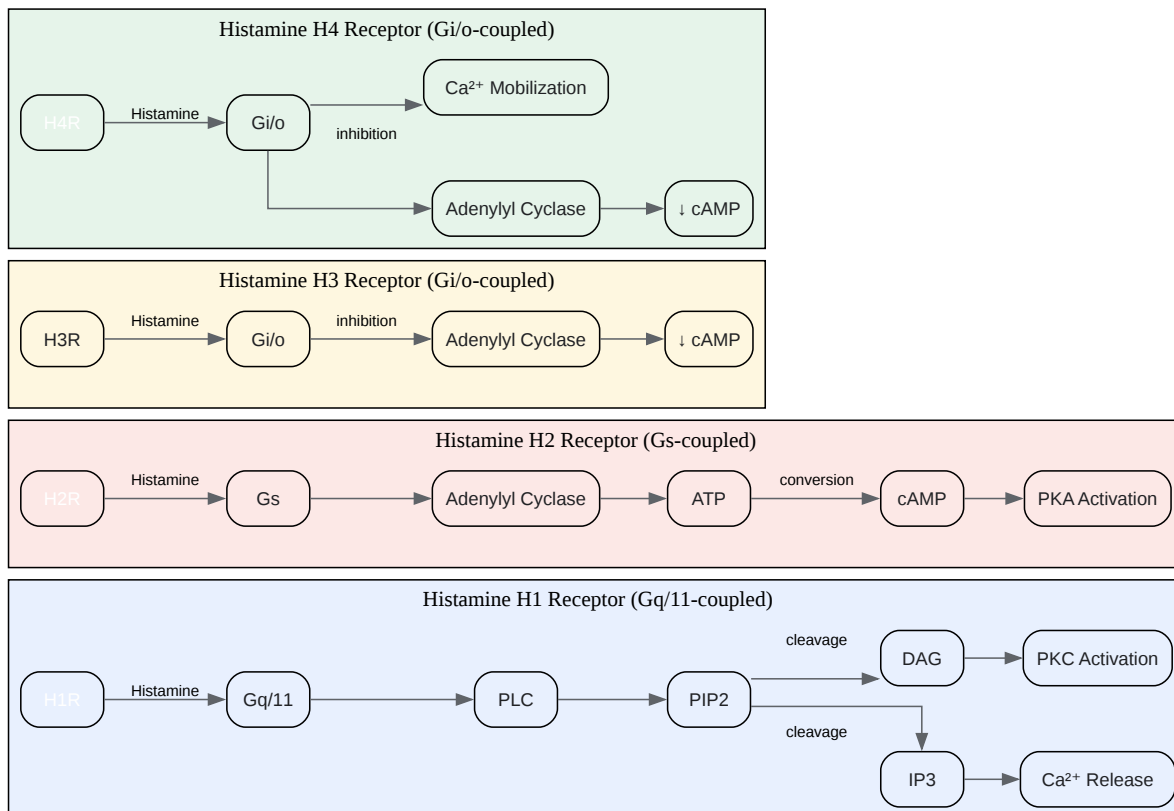 Histamine H4 Receptor (Gi/o-coupled)
Ca²⁺ Mobilization
H4R
Histamine
Gi/o
inhibition
Adenylyl Cyclase
↓ cAMP
Histamine H3 Receptor (Gi/o-coupled)
H3R
Histamine
Gi/o
inhibition
Adenylyl Cyclase
↓ cAMP
Histamine H2 Receptor (Gs-coupled)
H2R
Histamine
Gs
Adenylyl Cyclase
ATP
conversion
cAMP
PKA Activation
Histamine H1 Receptor (Gq/11-coupled)
H1R
Histamine
Gq/11
PLC
PIP2
cleavage
DAG
PKC Activation
cleavage
IP3
Ca²⁺ Release